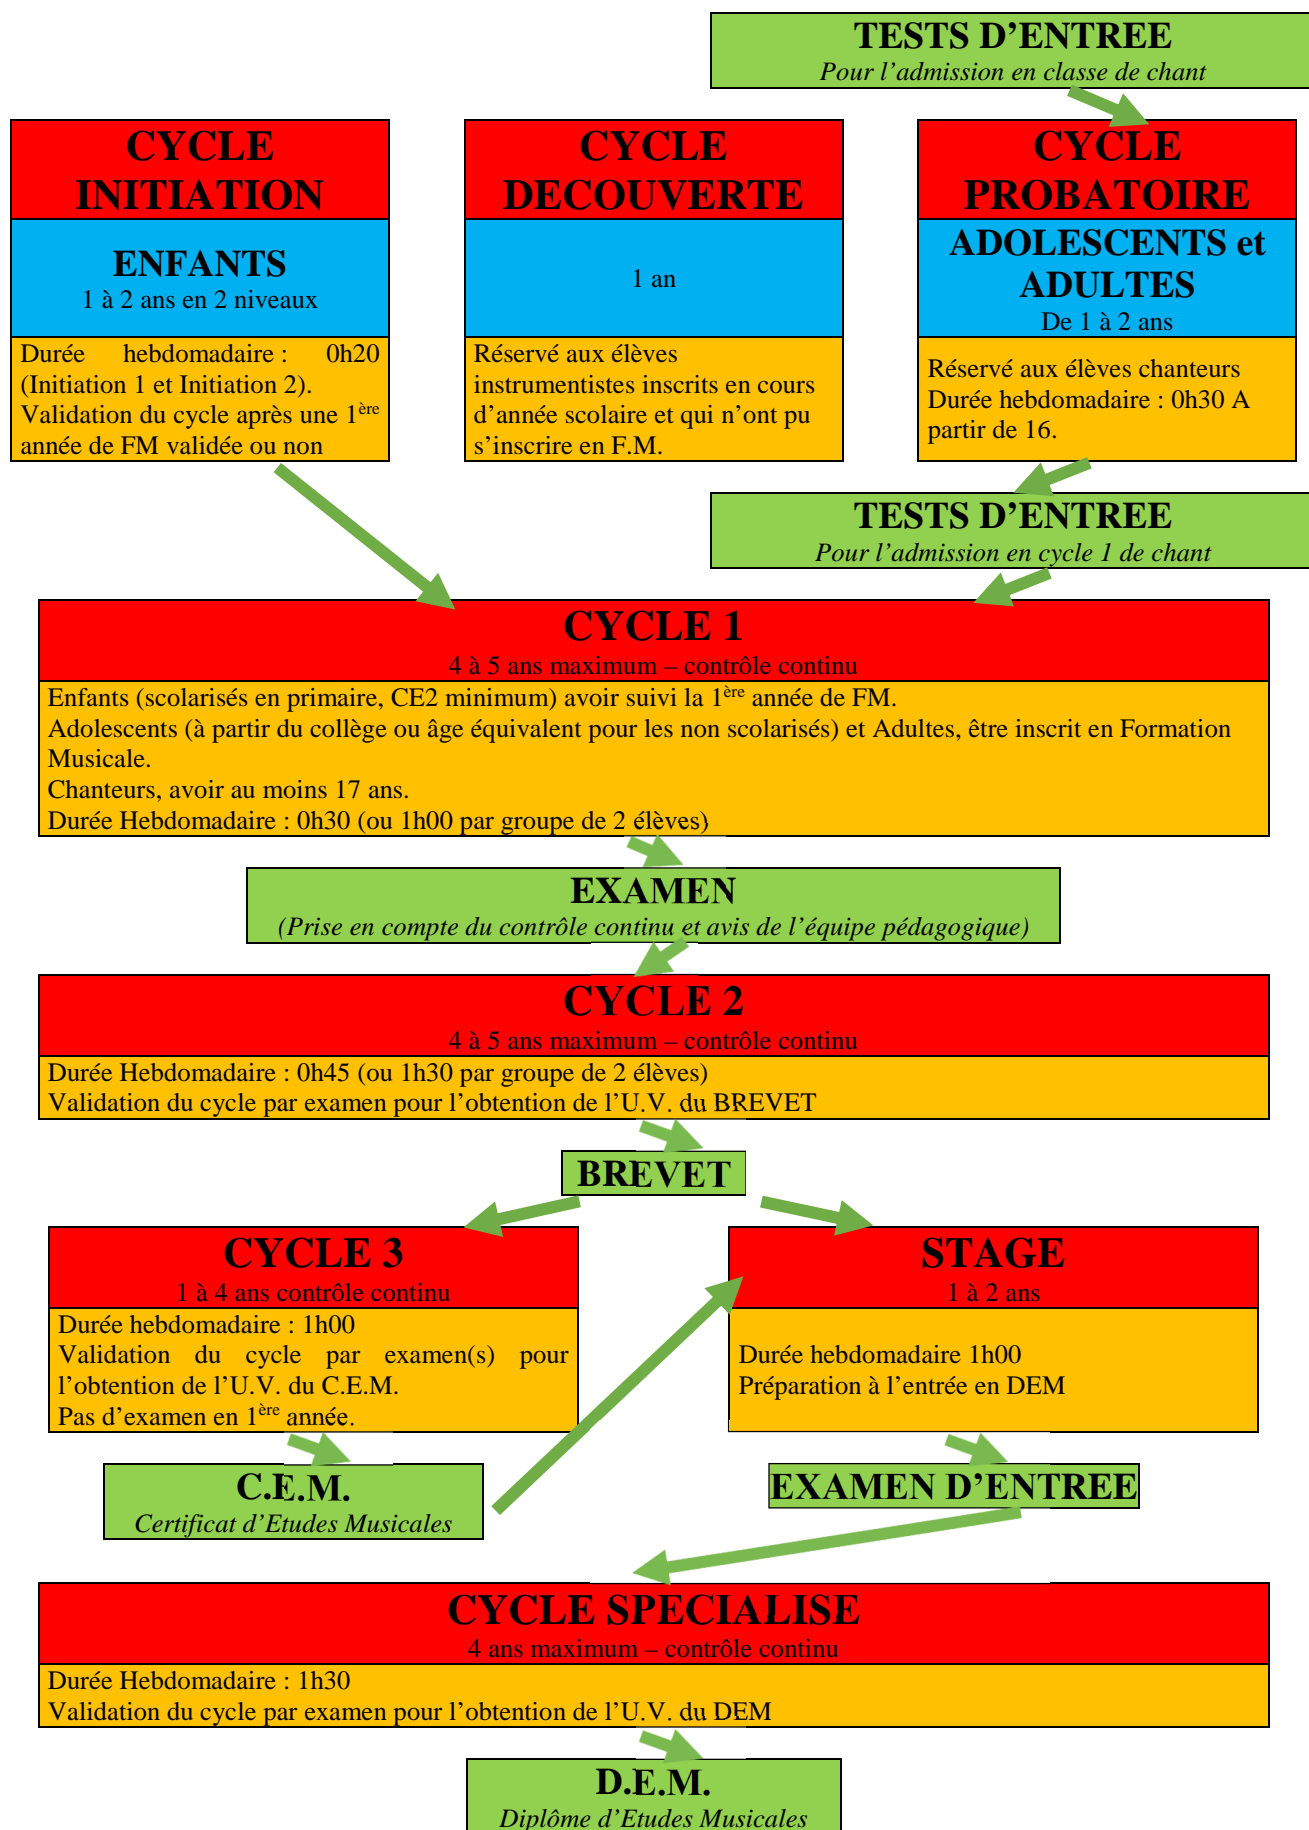 TESTS D’ENTREE
Pour l’admission en classe de chant
CYCLE
INITIATION
ENFANTS
1 à 2 ans en 2 niveaux
Durée hebdomadaire : 0h20
(Initiation 1 et Initiation 2).
Validation du cycle après une 1ère
année de FM validée ou non
CYCLE
DECOUVERTE
1 an
Réservé aux élèves
instrumentistes inscrits en cours
d’année scolaire et qui n’ont pu
s’inscrire en F.M.
CYCLE
PROBATOIRE
ADOLESCENTS et
ADULTES
De 1 à 2 ans
Réservé aux élèves chanteurs
Durée hebdomadaire : 0h30 A
partir de 16.
TESTS D’ENTREE
Pour l’admission en cycle 1 de chant
CYCLE 1
4 à 5 ans maximum – contrôle continu
Enfants (scolarisés en primaire, CE2 minimum) avoir suivi la 1ère année de FM.
Adolescents (à partir du collège ou âge équivalent pour les non scolarisés) et Adultes, être inscrit en Formation
Musicale.
Chanteurs, avoir au moins 17 ans.
Durée Hebdomadaire : 0h30 (ou 1h00 par groupe de 2 élèves)
EXAMEN
(Prise en compte du contrôle continu et avis de l’équipe pédagogique)
CYCLE 2
4 à 5 ans maximum – contrôle continu
Durée Hebdomadaire : 0h45 (ou 1h30 par groupe de 2 élèves)
Validation du cycle par examen pour l’obtention de l’U.V. du BREVET
BREVET
CYCLE 3
1 à 4 ans contrôle continu
Durée hebdomadaire : 1h00
Validation du cycle par examen(s) pour
l’obtention de l’U.V. du C.E.M.
Pas d’examen en 1ère année.
STAGE
1 à 2 ans
Durée hebdomadaire 1h00
Préparation à l’entrée en DEM
C.E.M.
Certificat d’Etudes Musicales
EXAMEN D’ENTREE
CYCLE SPECIALISE
4 ans maximum – contrôle continu
Durée Hebdomadaire : 1h30
Validation du cycle par examen pour l’obtention de l’U.V. du DEM
D.E.M.
Diplôme d’Etudes Musicales